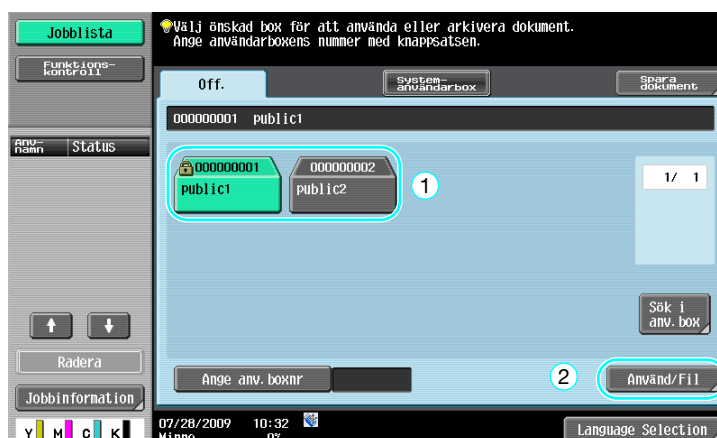 Jobblista
Funktions-
kontroll
Anv-
namn
Status
Radera
Jobbinformation
Y M C K
Välj önskad box för att använda eller arkivera dokument.
Ange användarboxens nummer med knappsatsen.
Off.
System-
användarbox
Spara
dokument
000000001 public1
000000001
public1
000000002
public2
1
1/ 1
Sök i
anv.box
Ange anv.boxnr
2
Använd/Fil
07/28/2009 10:32
Minne 0%
Language Selection